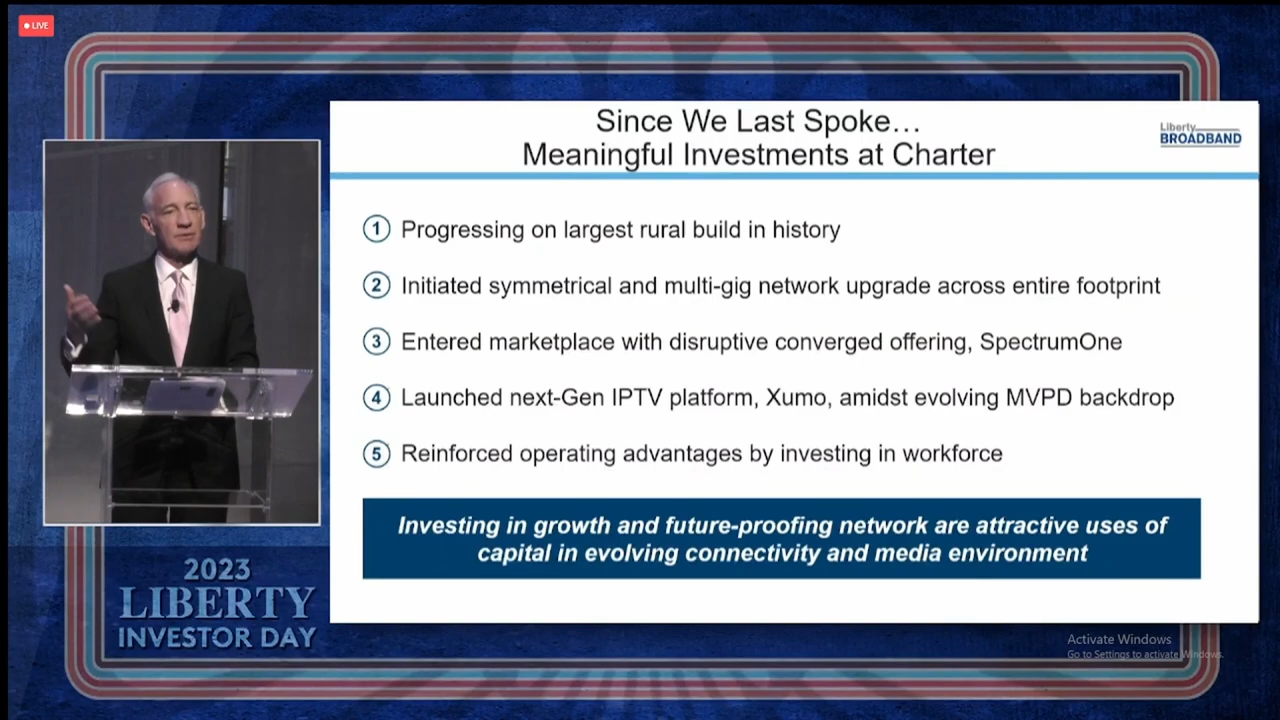 LIVE
Since We Last Spoke…
Meaningful Investments at Charter
Liberty
BROADBAND
1 Progressing on largest rural build in history
2 Initiated symmetrical and multi-gig network upgrade across entire footprint
3 Entered marketplace with disruptive converged offering, SpectrumOne
4 Launched next-Gen IPTV platform, Xumo, amidst evolving MVPD backdrop
5 Reinforced operating advantages by investing in workforce
Investing in growth and future-proofing network are attractive uses of
capital in evolving connectivity and media environment
2023
LIBERTY
INVESTOR DAY
Activate Windows
Go to Settings to activate Windows.